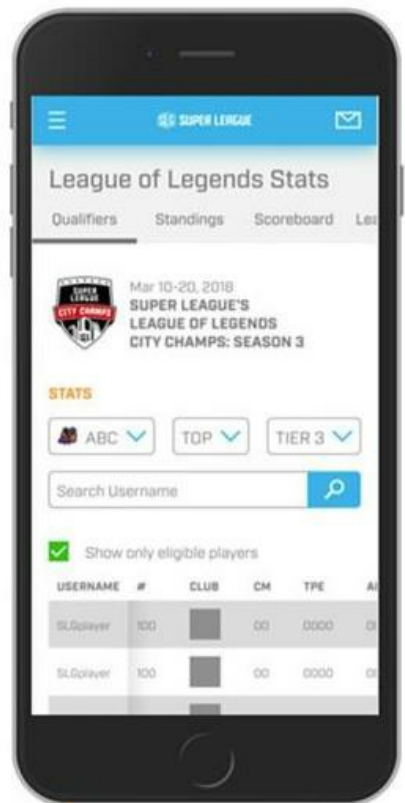 SLG SUPER LEAGUE
League of Legends Stats
Qualifiers Standings Scoreboard Lea
Mar 10-20, 2018
SUPER LEAGUE
CITY CHAMPS
SUPER LEAGUE'S
LEAGUE OF LEGENDS
CITY CHAMPS: SEASON 3
STATS
ABC TOP TIER 3
Search Username
Show only eligible players
USERNAME # CLUB CM TPE
SLGplayer 100 00 0000
SLGplayer 100 00 0000